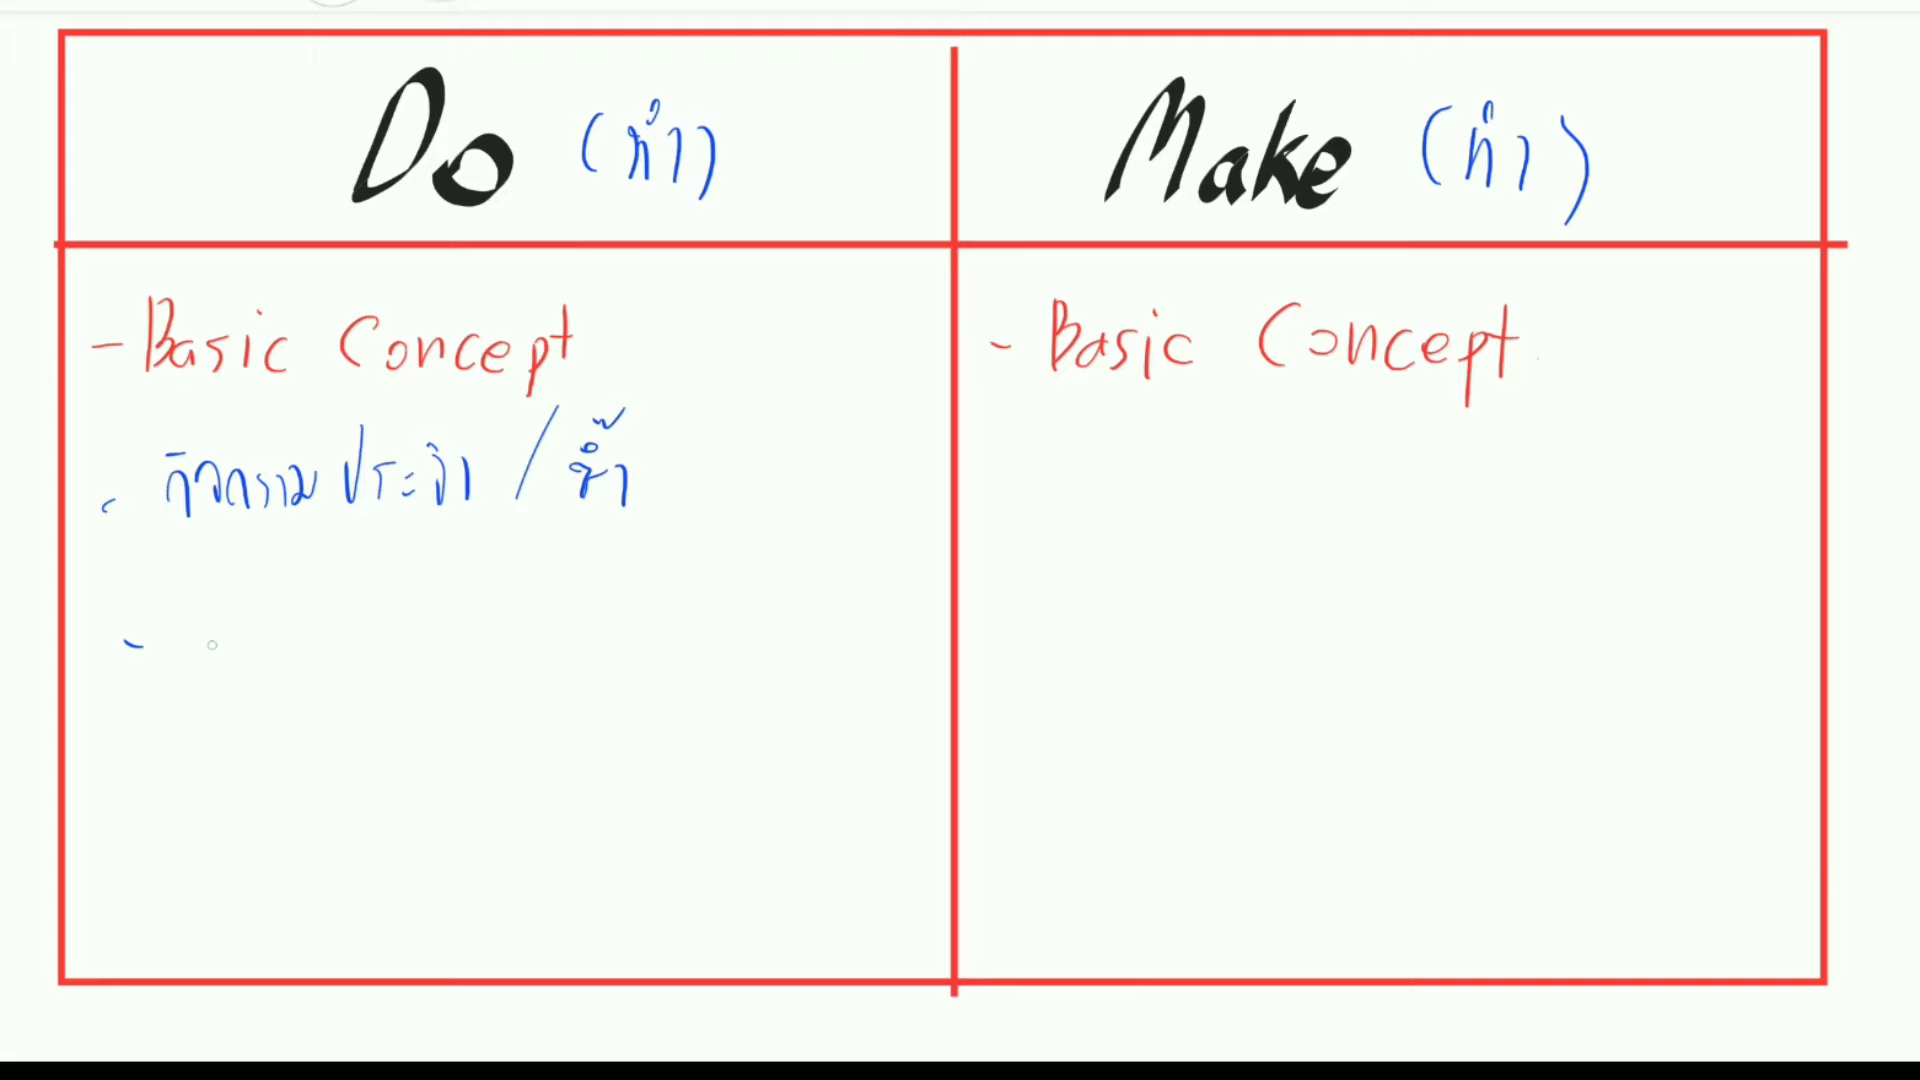 Do (ทำ)
Make (ทำ)
- Basic Concept
- Basic Concept
- กิจกรรมประจำ / ซ้ำ
-